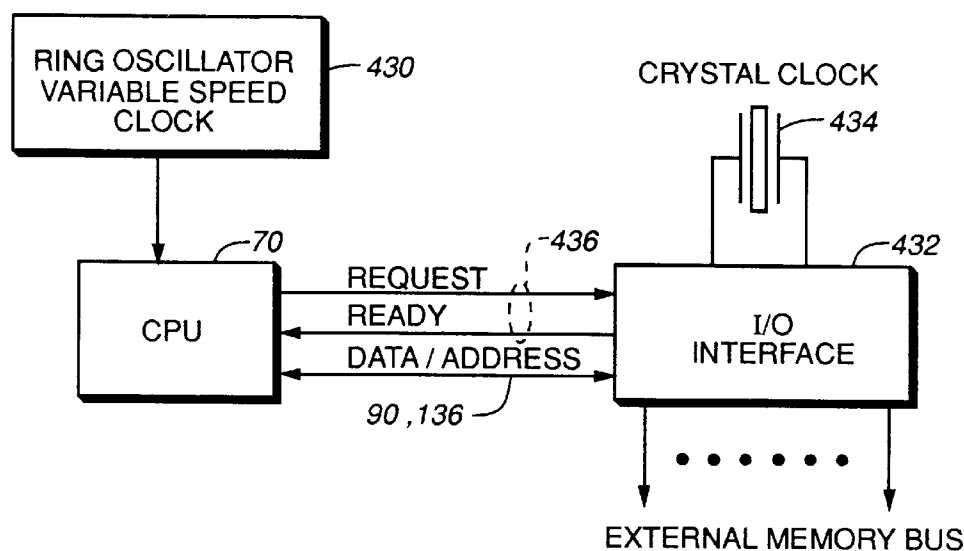 RING OSCILLATOR
VARIABLE SPEED
CLOCK
430
CRYSTAL CLOCK
434
70
436
432
CPU
REQUEST
READY
DATA / ADDRESS
90 ,136
I/O
INTERFACE
EXTERNAL MEMORY BUS